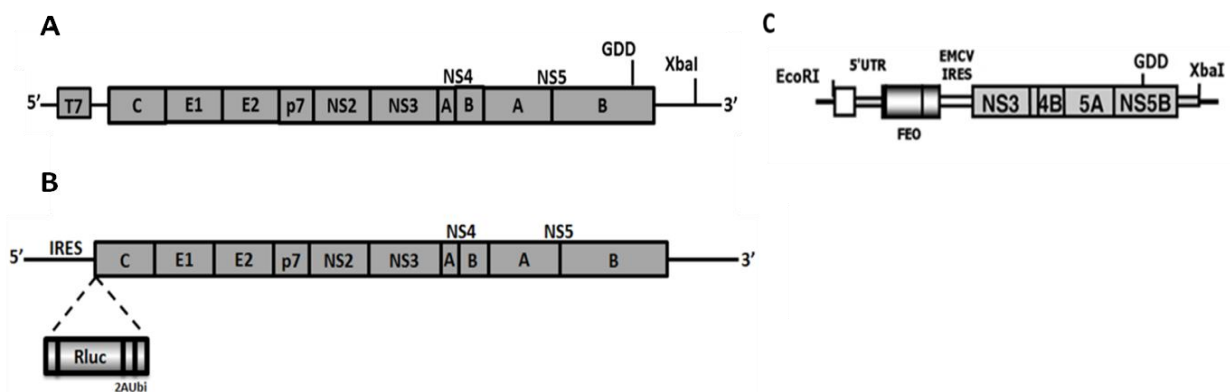 A
NS4 NS5 GDD XbaI
5’ T7 C E1 E2 p7 NS2 NS3 A B A B 3’
B
NS4 NS5
5’ IRES C E1 E2 p7 NS2 NS3 A B A B 3’
Rluc
2AUbi
C
EcoRI 5'UTR EMCV IRES GDD XbaI
NS3 4B 5A NS5B
FEO